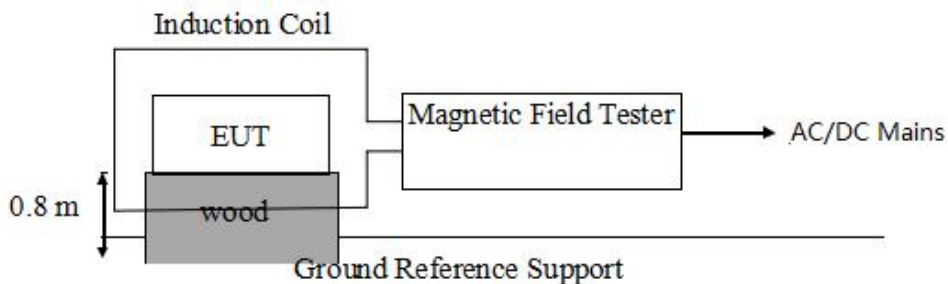 Induction Coil
EUT
Magnetic Field Tester
AC/DC Mains
0.8 m
wood
Ground Reference Support